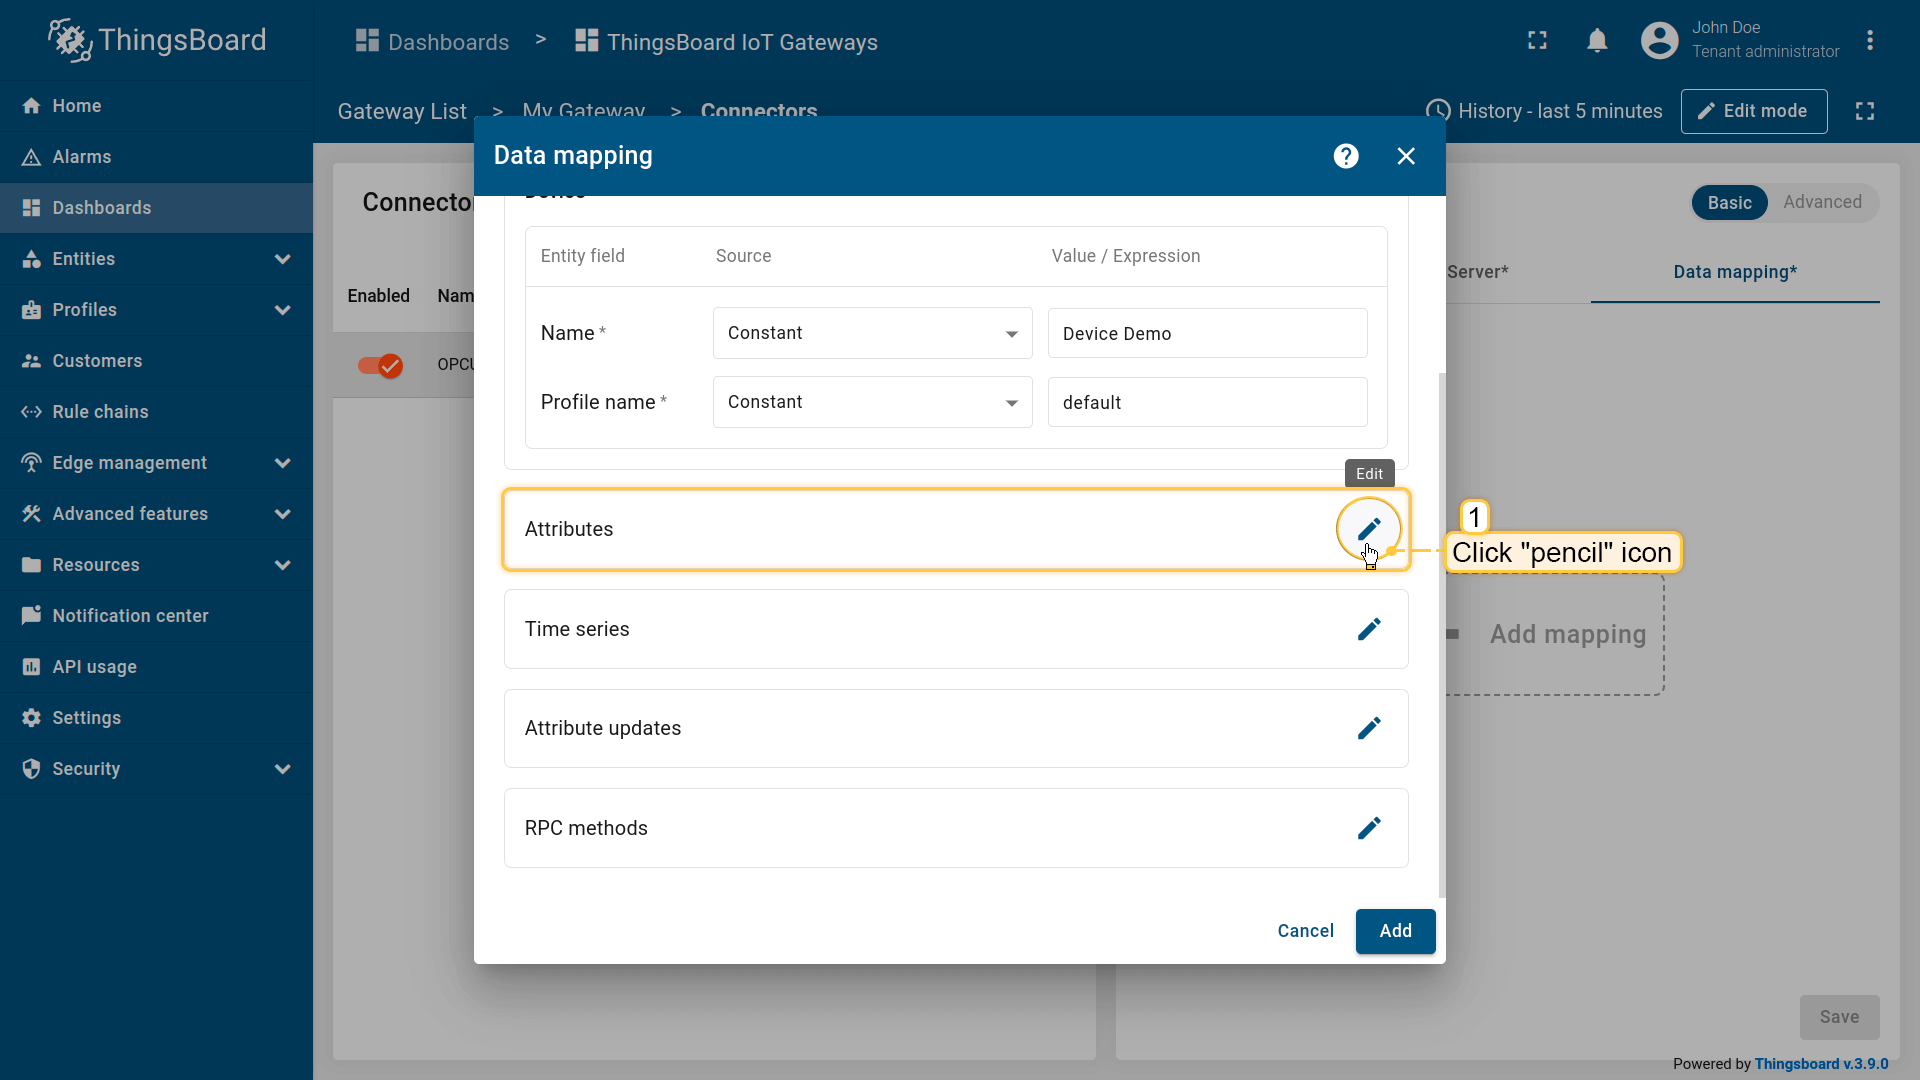 ThingsBoard
Dashboards > ThingsBoard IoT Gateways
John Doe
Tenant administrator
Home
Alarms
Dashboards
Entities
Profiles
Customers
Rule chains
Edge management
Advanced features
Resources
Notification center
API usage
Settings
Security
Gateway List > My Gateway > Connectors
History - last 5 minutes
Edit mode
Data mapping
Entity field Source Value / Expression
Name * Constant Device Demo
Profile name * Constant default
Edit
Attributes
Time series
Attribute updates
RPC methods
Cancel Add
1
Click "pencil" icon
Basic Advanced
Server* Data mapping*
Enabled
Add mapping
Save
Powered by Thingsboard v.3.9.0